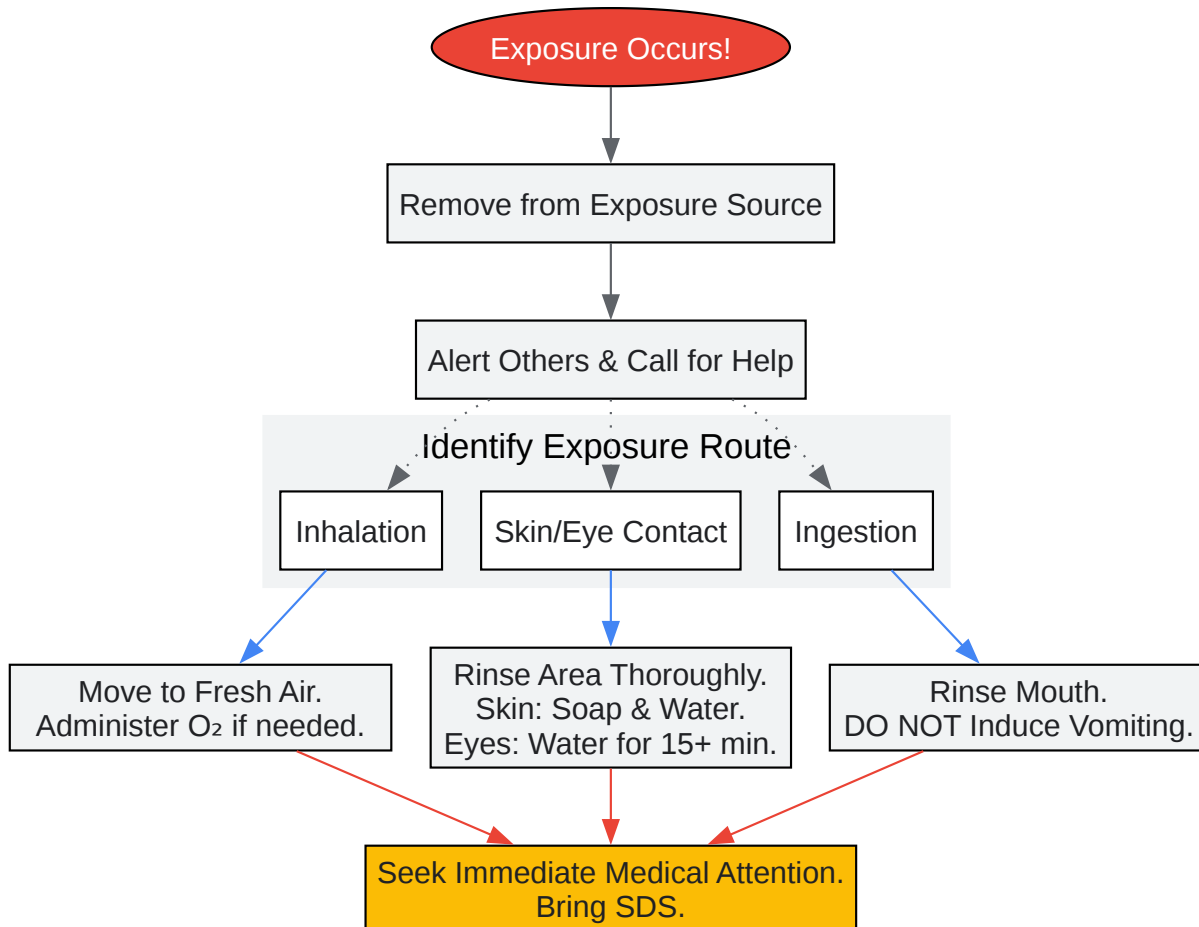 Exposure Occurs!
Remove from Exposure Source
Alert Others & Call for Help
Identify Exposure Route
Inhalation
Skin/Eye Contact
Ingestion
Move to Fresh Air.
Administer O₂ if needed.
Rinse Area Thoroughly.
Skin: Soap & Water.
Eyes: Water for 15+ min.
Rinse Mouth.
DO NOT Induce Vomiting.
Seek Immediate Medical Attention.
Bring SDS.